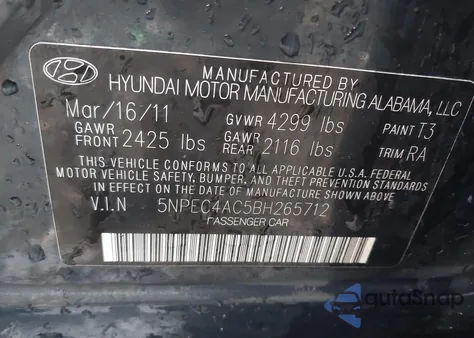 MANUFACTURED BY
HYUNDAI MOTOR MANUFACTURING ALABAMA, LLC
Mar/16/11 GVWR 4299 lbs PAINT T3
GAWR FRONT 2425 lbs GAWR REAR 2116 lbs TRIM RA
THIS VEHICLE CONFORMS TO ALL APPLICABLE U.S.A FEDERAL
MOTOR VEHICLE SAFETY, BUMPER, AND THEFT PREVENTION STANDARDS
IN EFFECT ON THE DATE OF MANUFACTURE SHOWN ABOVE
V.I.N 5NPEC4AC5BH265712
PASSENGER CAR
autoSnap